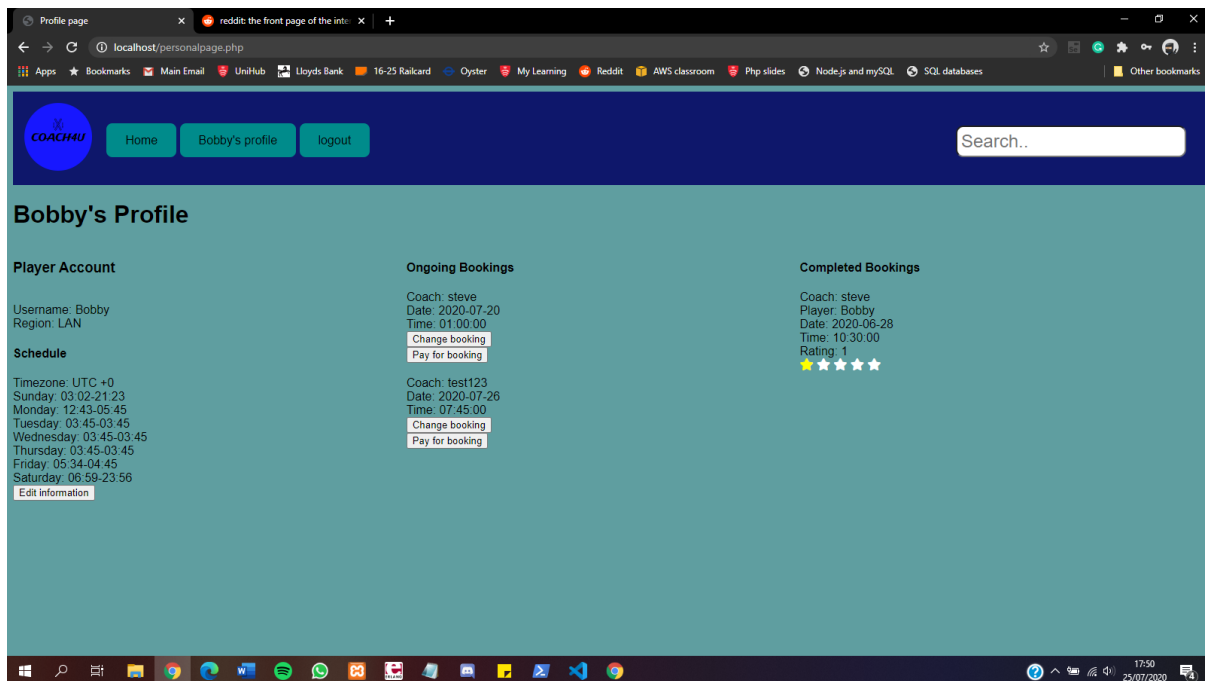 Profile page
reddit: the front page of the inte
localhost/personalpage.php
Apps Bookmarks Main Email UniHub Lloyds Bank 16-25 Railcard Oyster My Learning Reddit AWS classroom Php slides Node.js and mySQL SQL databases Other bookmarks
COACH4U
Home Bobby's profile logout
Search..
Bobby's Profile
Player Account
Username: Bobby
Region: LAN
Schedule
Timezone: UTC +0
Sunday: 03:02-21:23
Monday: 12:43-05:45
Tuesday: 03:45-03:45
Wednesday: 03:45-03:45
Thursday: 03:45-03:45
Friday: 05:34-04:45
Saturday: 06:59-23:56
Edit information
Ongoing Bookings
Coach: steve
Date: 2020-07-20
Time: 01:00:00
Change booking
Pay for booking
Coach: test123
Date: 2020-07-26
Time: 07:45:00
Change booking
Pay for booking
Completed Bookings
Coach: steve
Player: Bobby
Date: 2020-06-28
Time: 10:30:00
Rating: 1
ERLANG
17:50
25/07/2020
4